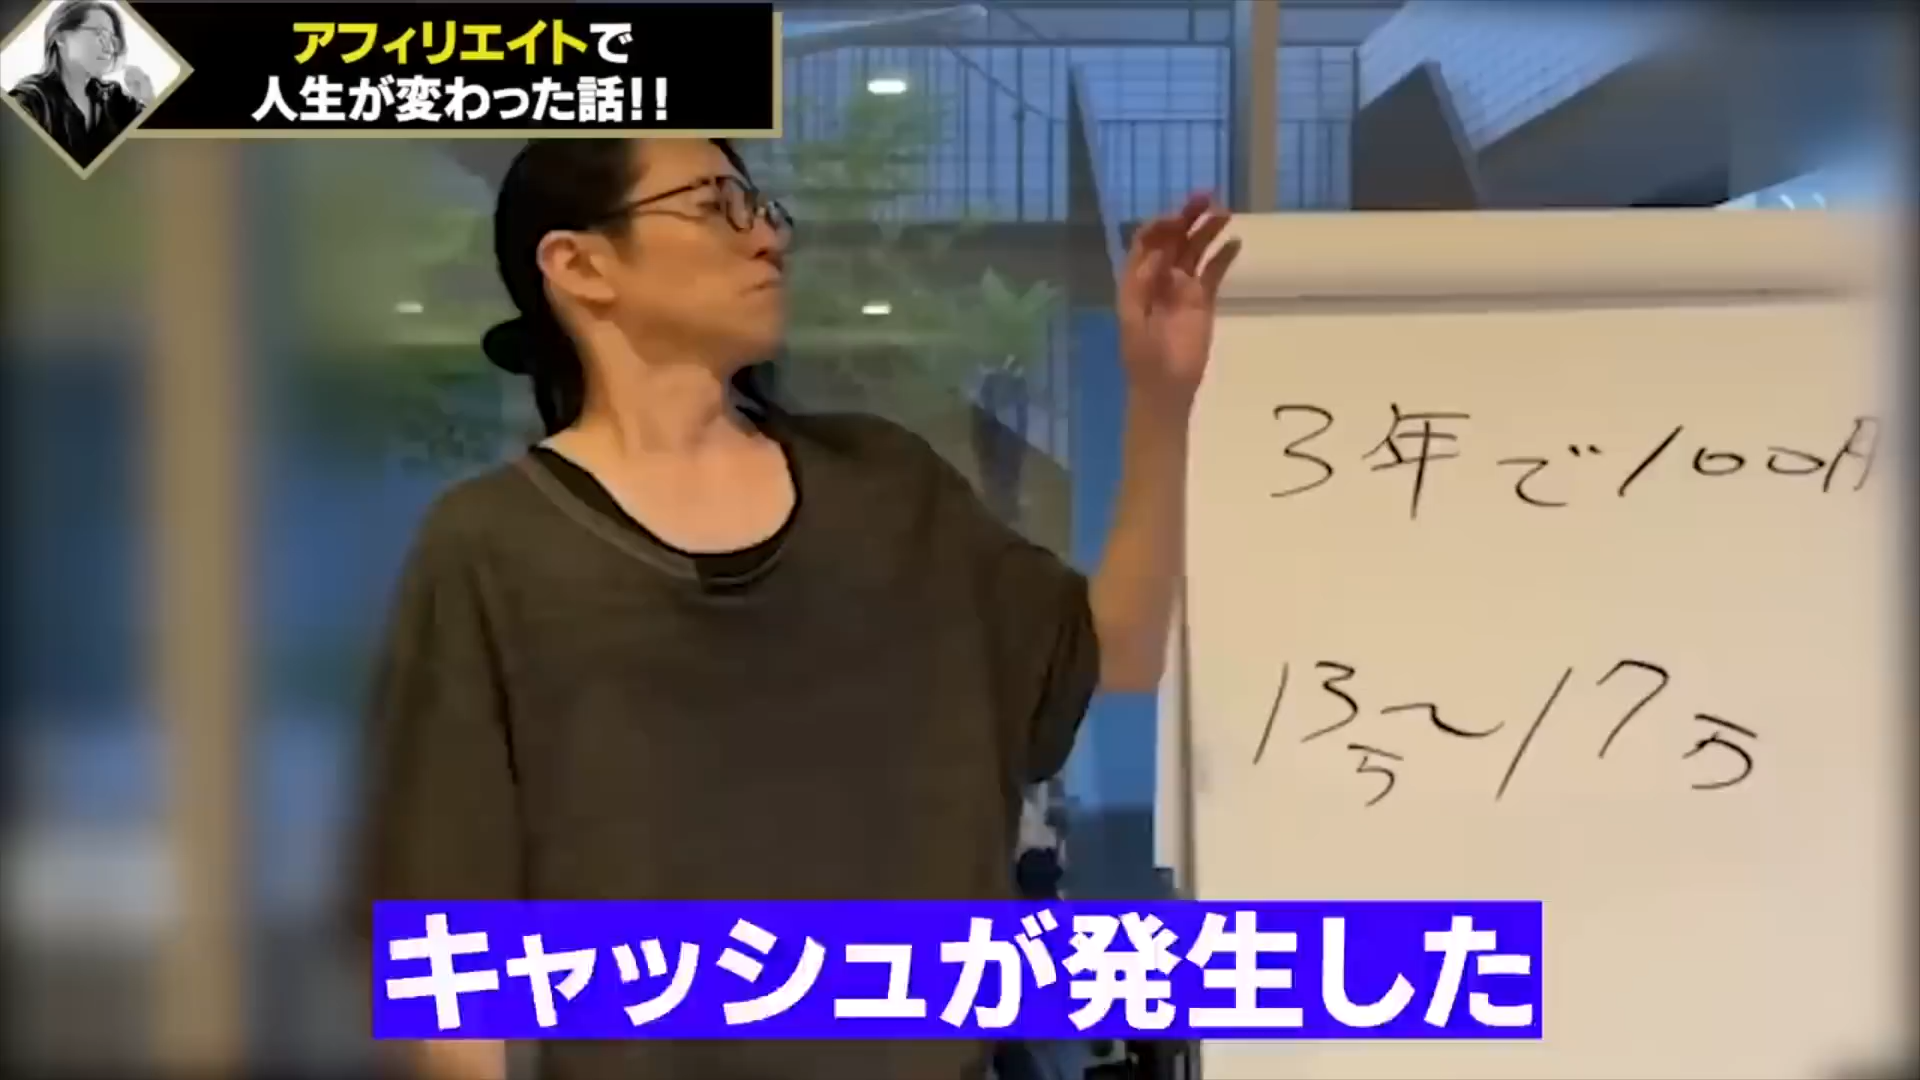 アフィリエイトで
人生が変わった話!!
3年で100円
13万〜17万
キャッシュが発生した